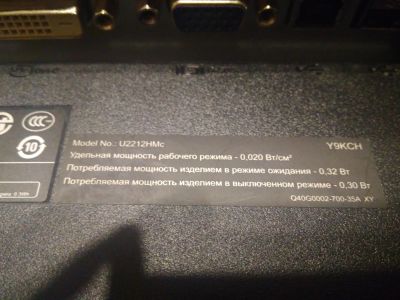 Model No.: U2212HMc Y9KCH
Удельная мощность рабочего режима - 0,020 Вт/см²
Потребляемая мощность изделием в режиме ожидания - 0,32 Вт
Потребляемая мощность изделием в выключенном режиме - 0,30 Вт
Q40G0002-700-35A XY
10